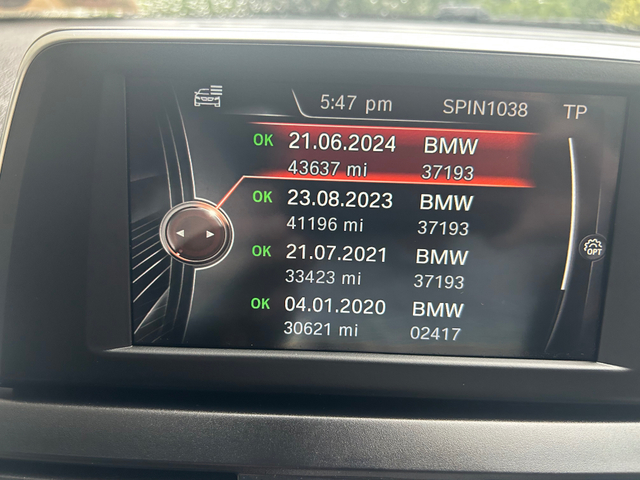 5:47 pm SPIN1038 TP
OK 21.06.2024 BMW
43637 mi 37193
OK 23.08.2023 BMW
41196 mi 37193
OK 21.07.2021 BMW
33423 mi 37193
OPT
OK 04.01.2020 BMW
30621 mi 02417